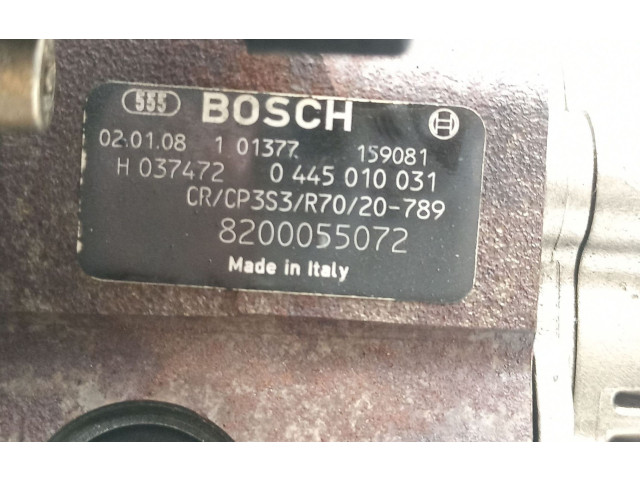 555 BOSCH
02.01.08 1 01377 159081
H 037472 0 445 010 031
CR/CP3S3/R70/20-789
8200055072
Made in Italy